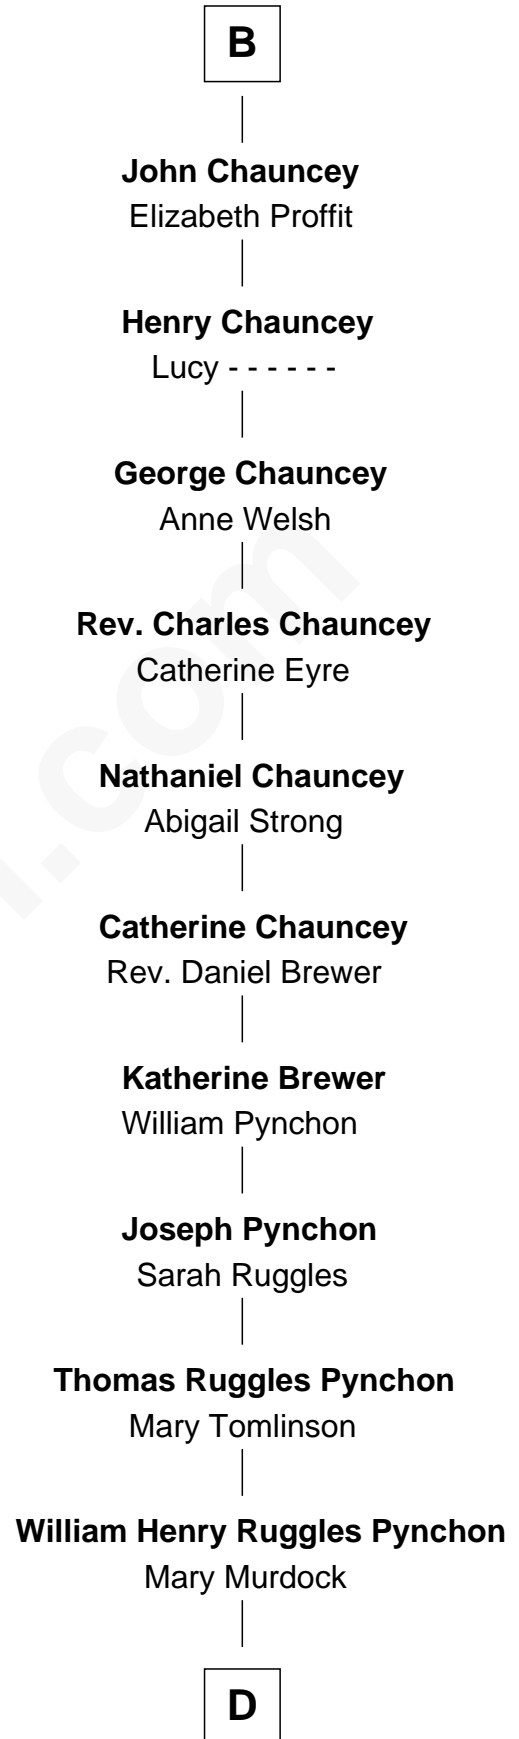 B
John Chauncey
Elizabeth Proffit
Henry Chauncey
Lucy - - - - - -
George Chauncey
Anne Welsh
Rev. Charles Chauncey
Catherine Eyre
Nathaniel Chauncey
Abigail Strong
Catherine Chauncey
Rev. Daniel Brewer
Katherine Brewer
William Pynchon
Joseph Pynchon
Sarah Ruggles
Thomas Ruggles Pynchon
Mary Tomlinson
William Henry Ruggles Pynchon
Mary Murdock
D